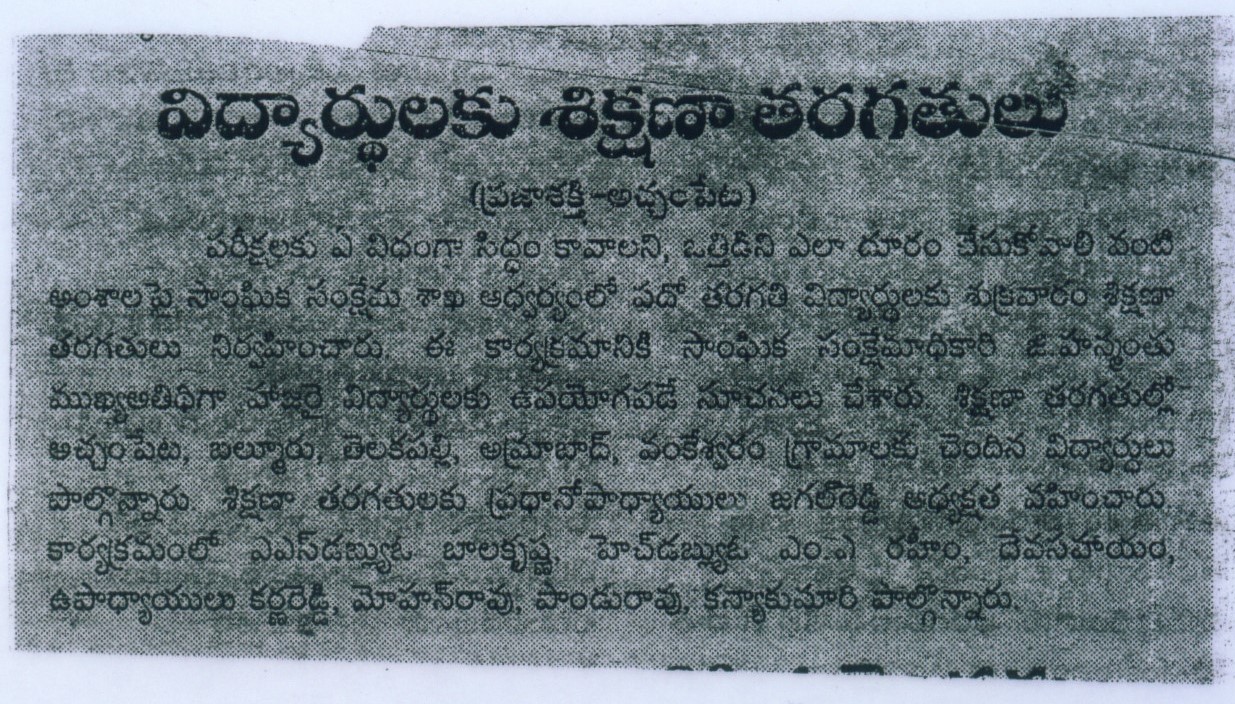 విద్యార్థులకు శిక్షణా తరగతులు
(ప్రజాశక్తి-అచ్చంపేట)
పరీక్షలకు ఏ విధంగా సిద్ధం కావాలని, ఒత్తిడిని ఎలా దూరం చేసుకోవాలి వంటి
అంశాలపై సాంఘిక సంక్షేమ శాఖ ఆధ్వర్యంలో పదో తరగతి విద్యార్థులకు శుక్రవారం శిక్షణా
తరగతులు నిర్వహించారు. ఈ కార్యక్రమానికి సాంఘిక సంక్షేమాధికారి జె.హన్మంతు
ముఖ్యఅతిథిగా హాజరై విద్యార్థులకు ఉపయోగపడే సూచనలు చేశారు. శిక్షణా తరగతుల్లో
అచ్చంపేట, బల్మూరు, తెలకపల్లి, అమ్రాబాద్, వంకేశ్వరం గ్రామాలకు చెందిన విద్యార్థులు
పాల్గొన్నారు. శిక్షణా తరగతులకు ప్రధానోపాధ్యాయులు జగల్‌రెడ్డి అధ్యక్షత వహించారు.
కార్యక్రమంలో ఎఎస్‌డబ్ల్యుఓ బాలకృష్ణ, హెచ్‌డబ్ల్యుఓ ఎం.ఎ రహీం, దేవసహాయం,
ఉపాధ్యాయులు కర్ణరెడ్డి, మోహన్‌రావు, పాండురావు, కన్యాకుమారి పాల్గొన్నారు.